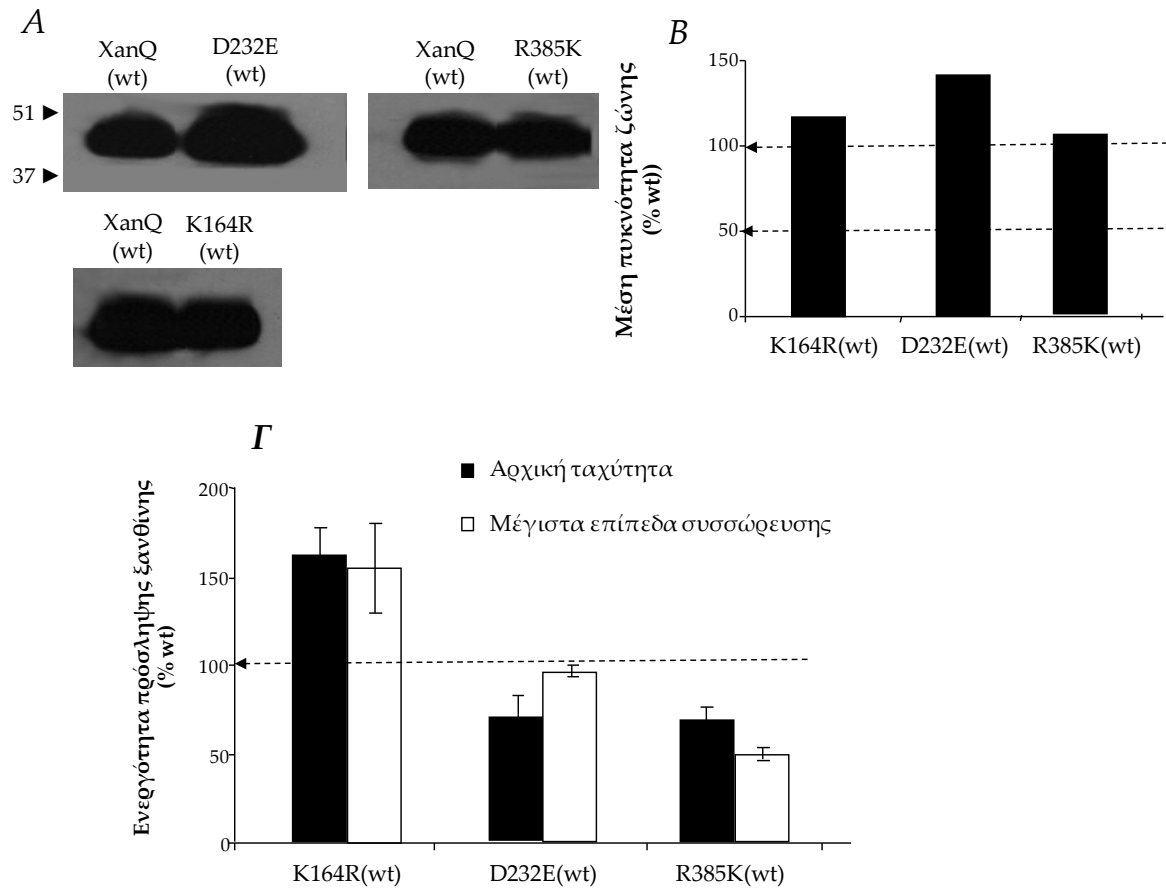 A
XanQ
(wt)
D232E
(wt)
51 ►
37 ►
XanQ
(wt)
R385K
(wt)
XanQ
(wt)
K164R
(wt)
B
Μέση πυκνότητα ζώνης
(% wt))
150
100
50
0
K164R(wt)
D232E(wt)
R385K(wt)
Γ
Αρχική ταχύτητα
Μέγιστα επίπεδα συσσώρευσης
Ενεργότητα πρόσληψης ξανθίνης
(% wt)
200
150
100
50
0
K164R(wt)
D232E(wt)
R385K(wt)